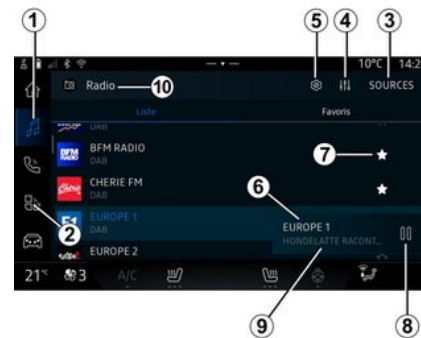 1
5
4
3
10°C 14:2
Radio
10
SOURCES
Liste
Favoris
DAB
BFM RADIO
DAB
7
CHERIE FM
DAB
6
EUROPE 1
DAB
EUROPE 1
HONDELATTE RACONT...
2
EUROPE 2
21°C
3
A/C
9
8